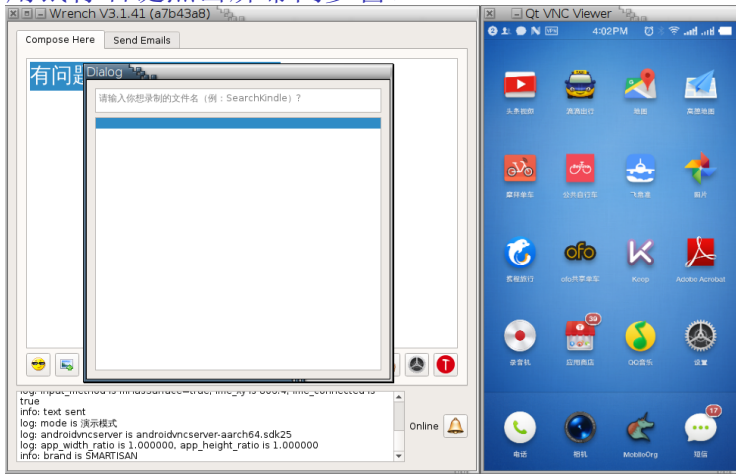 Wrench V3.1.41 (a7b43a8)
Compose Here
Send Emails
有问题
Dialog
请输入你想录制的文件名（例：SearchKindle）?
true
info: text sent
log: mode is 演示模式
log: androidvncserver is androidvncserver-aarch64.sdk25
log: app_width_ratio is 1.000000, app_height_ratio is 1.000000
info: brand is SMARTISAN
Online
T
Qt VNC Viewer
4:02PM
头条视频
滴滴出行
地图
高德地图
摩拜单车
公共自行车
飞常准
照片
携程旅行
ofo
ofo共享单车
Keep
Adobe Acrobat
录音机
39
应用商店
QQ音乐
设置
电话
相机
MobileOrg
17
短信